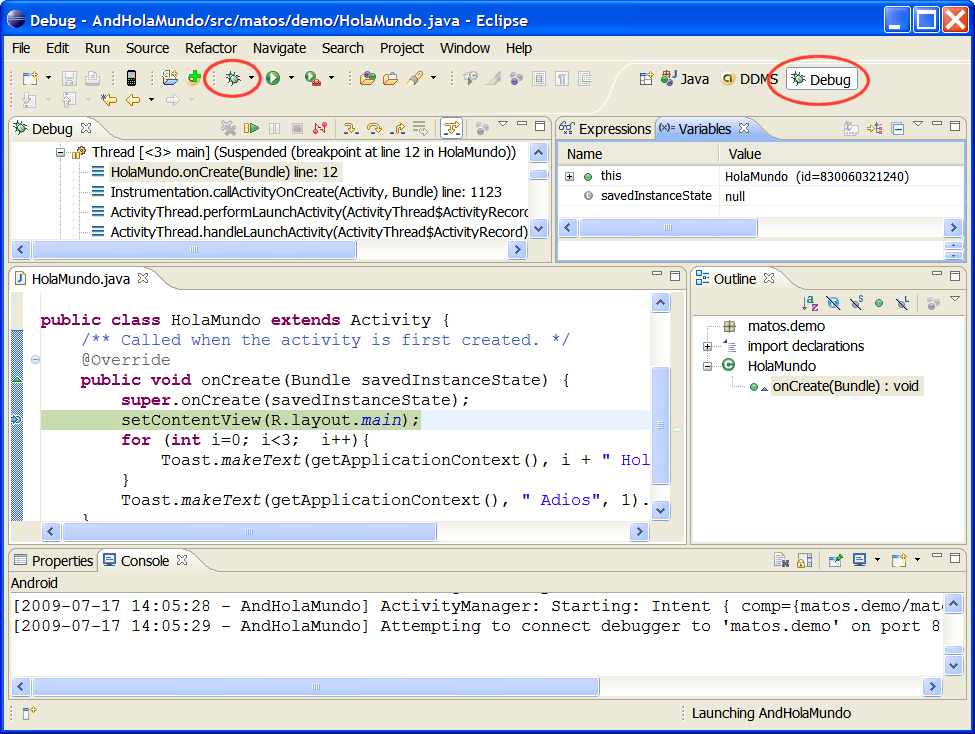 Debug - AndHolaMundo/src/matos/demo/HolaMundo.java - Eclipse
File Edit Run Source Refactor Navigate Search Project Window Help
Java DDMS Debug
Debug
Thread [<3> main] (Suspended (breakpoint at line 12 in HolaMundo))
HolaMundo.onCreate(Bundle) line: 12
Instrumentation.callActivityOnCreate(Activity, Bundle) line: 1123
ActivityThread.performLaunchActivity(ActivityThread$ActivityRecord
ActivityThread.handleLaunchActivity(ActivityThread$ActivityRecord)
Expressions (x)= Variables
Name Value
this HolaMundo (id=830060321240)
savedInstanceState null
HolaMundo.java
public class HolaMundo extends Activity {
/** Called when the activity is first created. */
@Override
public void onCreate(Bundle savedInstanceState) {
super.onCreate(savedInstanceState);
setContentView(R.layout.main);
for (int i=0; i<3; i++){
Toast.makeText(getApplicationContext(), i + " Hol
}
Toast.makeText(getApplicationContext(), " Adios", 1).
}
Outline
matos.demo
import declarations
HolaMundo
onCreate(Bundle) : void
Properties Console
Android
[2009-07-17 14:05:28 - AndHolaMundo] ActivityManager: Starting: Intent { comp={matos.demo/mat
[2009-07-17 14:05:29 - AndHolaMundo] Attempting to connect debugger to 'matos.demo' on port 8
Launching AndHolaMundo